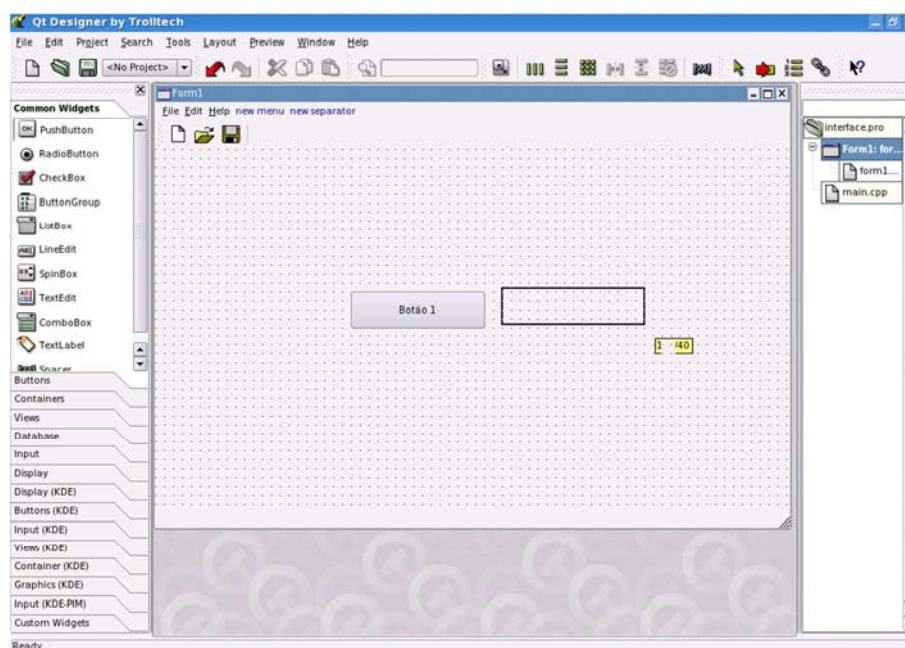 Qt Designer by Trolltech
File Edit Project Search Tools Layout Preview Window Help
<No Project>
Common Widgets
PushButton
RadioButton
CheckBox
ButtonGroup
ListBox
LineEdit
SpinBox
TextEdit
ComboBox
TextLabel
Spacer
Buttons
Containers
Views
Database
Input
Display
Display (KDE)
Buttons (KDE)
Input (KDE)
Views (KDE)
Container (KDE)
Graphics (KDE)
Input (KDE-PIM)
Custom Widgets
Form1
File Edit Help new menu new separator
Botão 1
interface.pro
Form1: for...
form1....
main.cpp
Ready